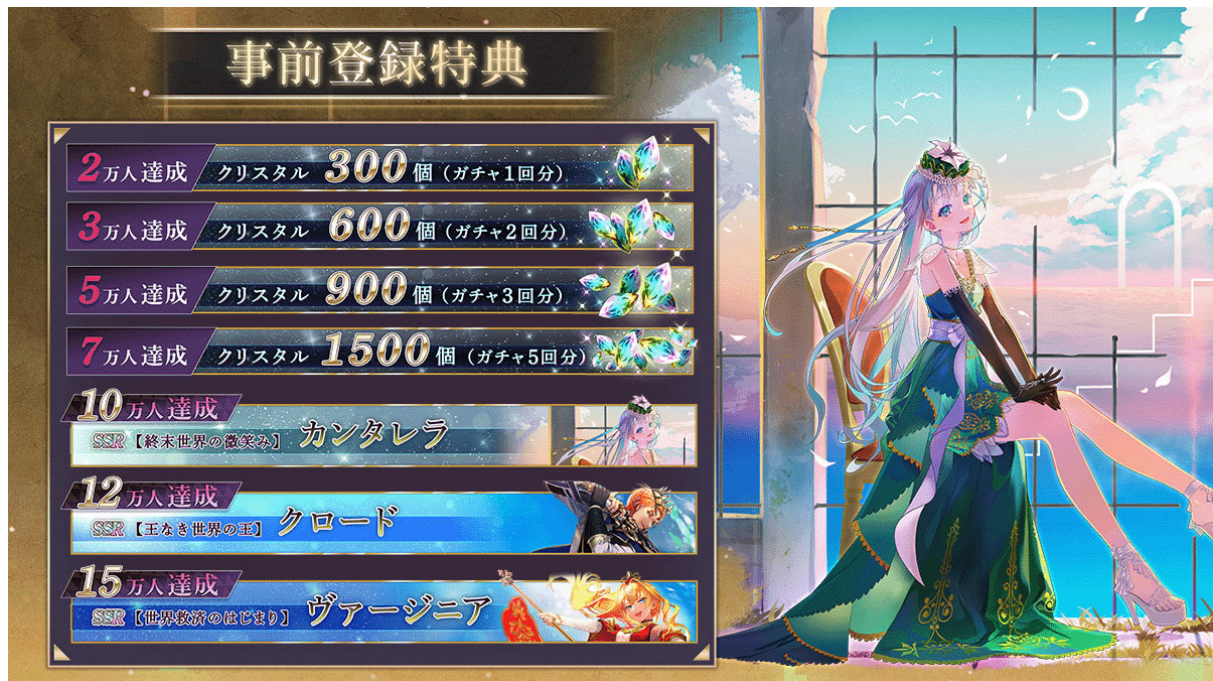 事前登録特典
2万人達成 クリスタル 300個(ガチャ1回分)
3万人達成 クリスタル 600個(ガチャ2回分)
5万人達成 クリスタル 900個(ガチャ3回分)
7万人達成 クリスタル 1500個(ガチャ5回分)
10万人達成
SSR【終末世界の微笑み】カンタレラ
12万人達成
SSR【王なき世界の王】クロード
15万人達成
SSR【世界救済のはじまり】ヴァージニア